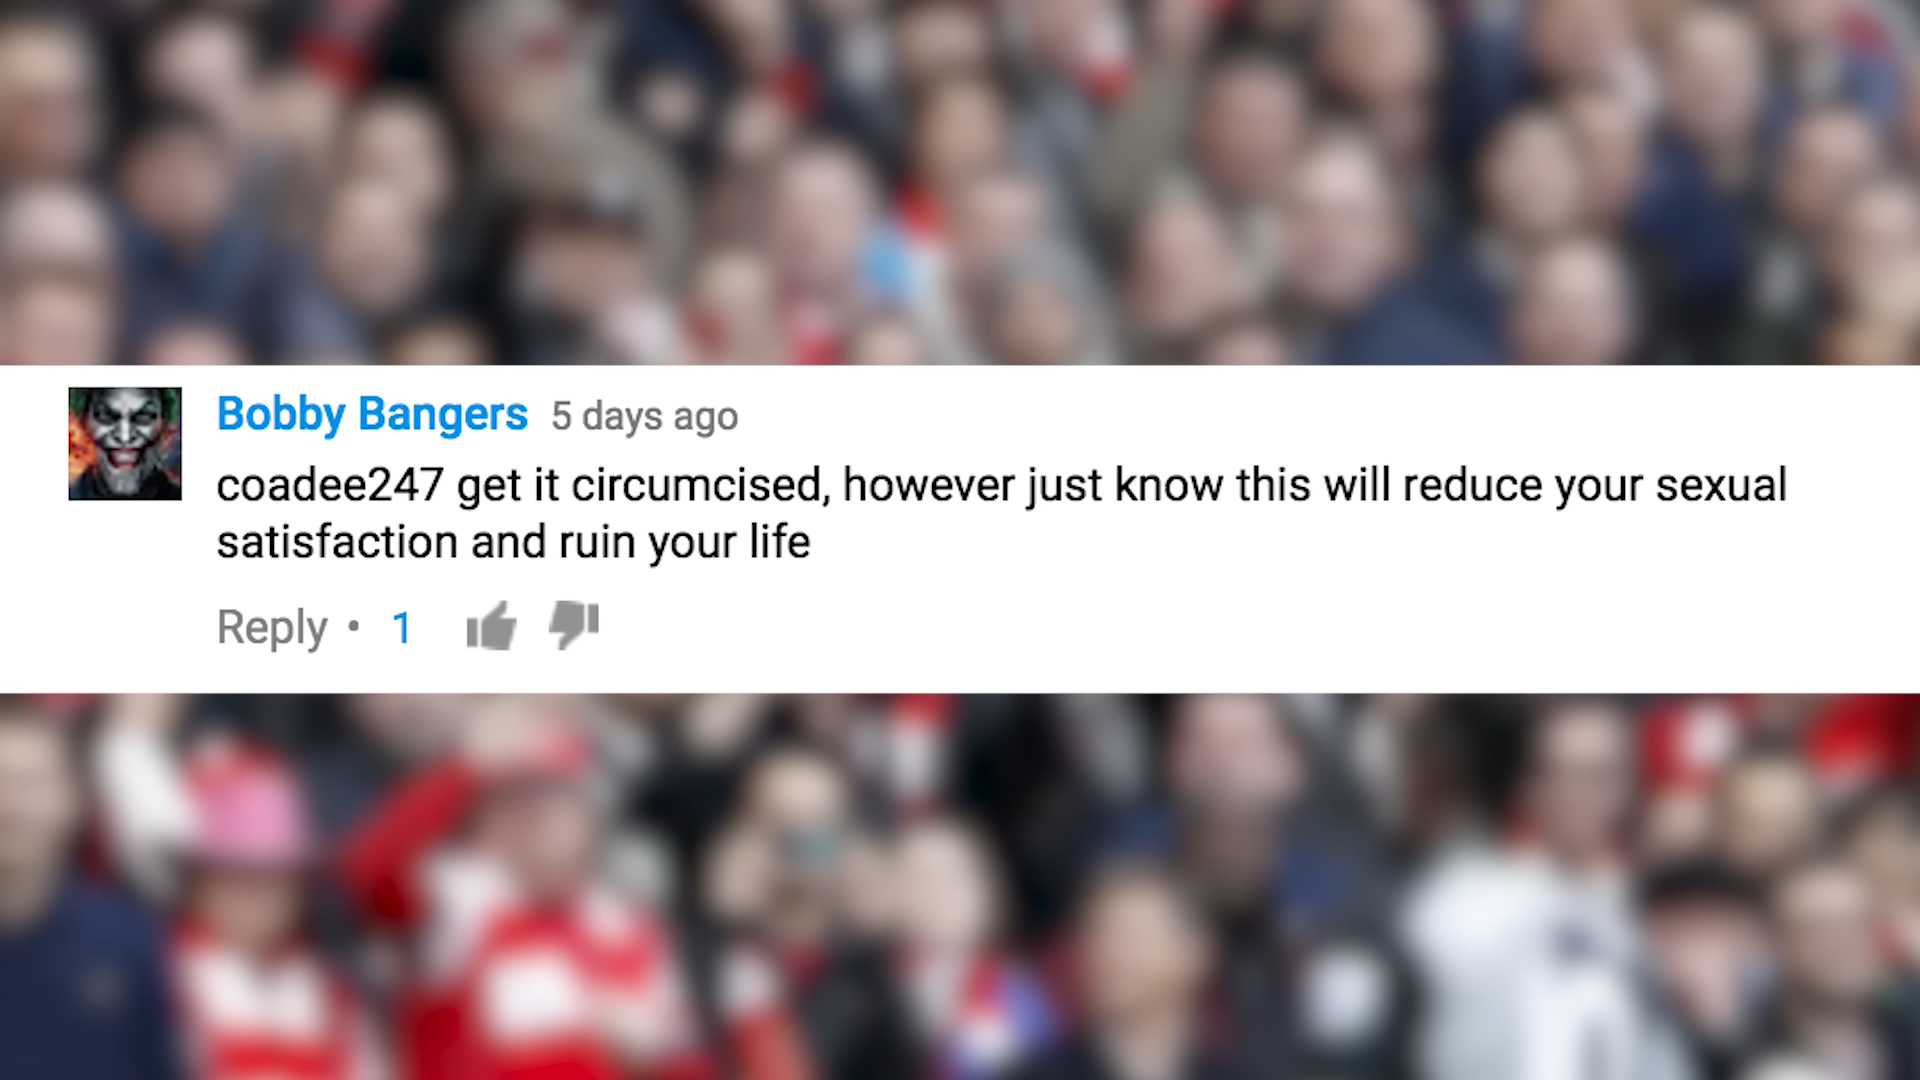 Bobby Bangers 5 days ago
coadee247 get it circumcised, however just know this will reduce your sexual
satisfaction and ruin your life
Reply • 1